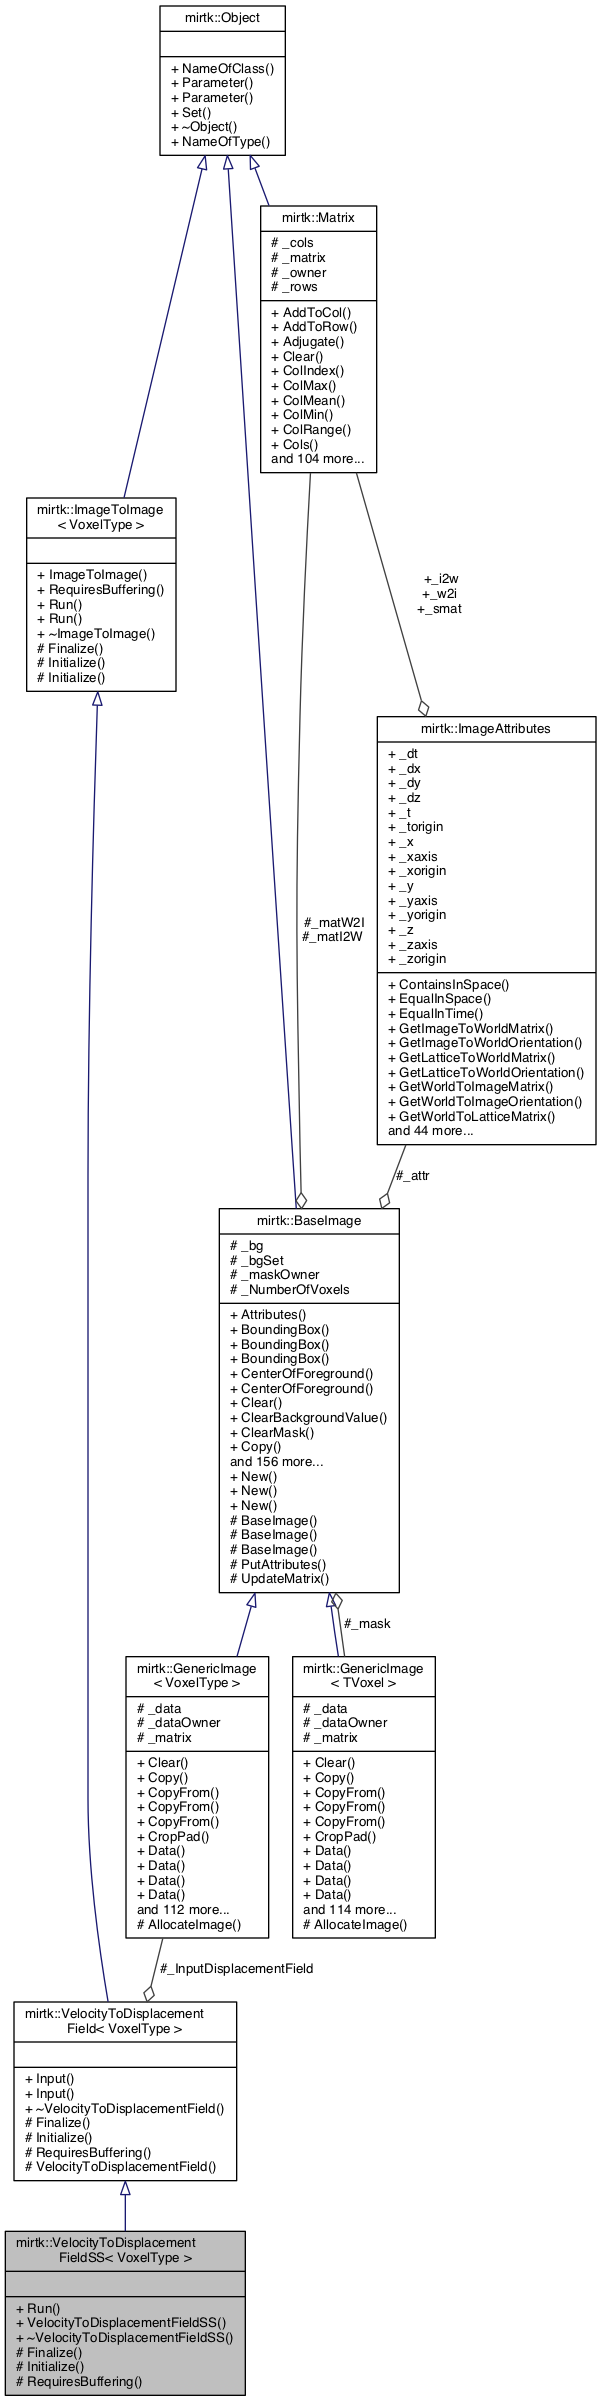 mirtk::Object
+ NameOfClass()
+ Parameter()
+ Parameter()
+ Set()
+ ~Object()
+ NameOfType()
mirtk::Matrix
# _cols
# _matrix
# _owner
# _rows
+ AddToCol()
+ AddToRow()
+ Adjugate()
+ Clear()
+ ColIndex()
+ ColMax()
+ ColMean()
+ ColMin()
+ ColRange()
+ Cols()
and 104 more...
mirtk::ImageToImage
< VoxelType >
+ ImageToImage()
+ RequiresBuffering()
+ Run()
+ Run()
+ ~ImageToImage()
# Finalize()
# Initialize()
# Initialize()
+_i2w
+_w2i
+_smat
mirtk::ImageAttributes
+ _dt
+ _dx
+ _dy
+ _dz
+ _t
+ _torigin
+ _x
+ _xaxis
+ _xorigin
+ _y
+ _yaxis
+ _yorigin
+ _z
+ _zaxis
+ _zorigin
+ ContainsInSpace()
+ EqualInSpace()
+ EqualInTime()
+ GetImageToWorldMatrix()
+ GetImageToWorldOrientation()
+ GetLatticeToWorldMatrix()
+ GetLatticeToWorldOrientation()
+ GetWorldToImageMatrix()
+ GetWorldToImageOrientation()
+ GetWorldToLatticeMatrix()
and 44 more...
#_matW2I
#_matI2W
#_attr
mirtk::BaseImage
# _bg
# _bgSet
# _maskOwner
# _NumberOfVoxels
+ Attributes()
+ BoundingBox()
+ BoundingBox()
+ BoundingBox()
+ CenterOfForeground()
+ CenterOfForeground()
+ Clear()
+ ClearBackgroundValue()
+ ClearMask()
+ Copy()
and 156 more...
+ New()
+ New()
+ New()
# BaseImage()
# BaseImage()
# BaseImage()
# PutAttributes()
# UpdateMatrix()
#_mask
mirtk::GenericImage
< VoxelType >
# _data
# _dataOwner
# _matrix
+ Clear()
+ Copy()
+ CopyFrom()
+ CopyFrom()
+ CopyFrom()
+ CropPad()
+ Data()
+ Data()
+ Data()
+ Data()
and 112 more...
# AllocateImage()
mirtk::GenericImage
< TVoxel >
# _data
# _dataOwner
# _matrix
+ Clear()
+ Copy()
+ CopyFrom()
+ CopyFrom()
+ CopyFrom()
+ CropPad()
+ Data()
+ Data()
+ Data()
+ Data()
and 114 more...
# AllocateImage()
#_InputDisplacementField
mirtk::VelocityToDisplacement
Field< VoxelType >
+ Input()
+ Input()
+ ~VelocityToDisplacementField()
# Finalize()
# Initialize()
# RequiresBuffering()
# VelocityToDisplacementField()
mirtk::VelocityToDisplacement
FieldSS< VoxelType >
+ Run()
+ VelocityToDisplacementFieldSS()
+ ~VelocityToDisplacementFieldSS()
# Finalize()
# Initialize()
# RequiresBuffering()